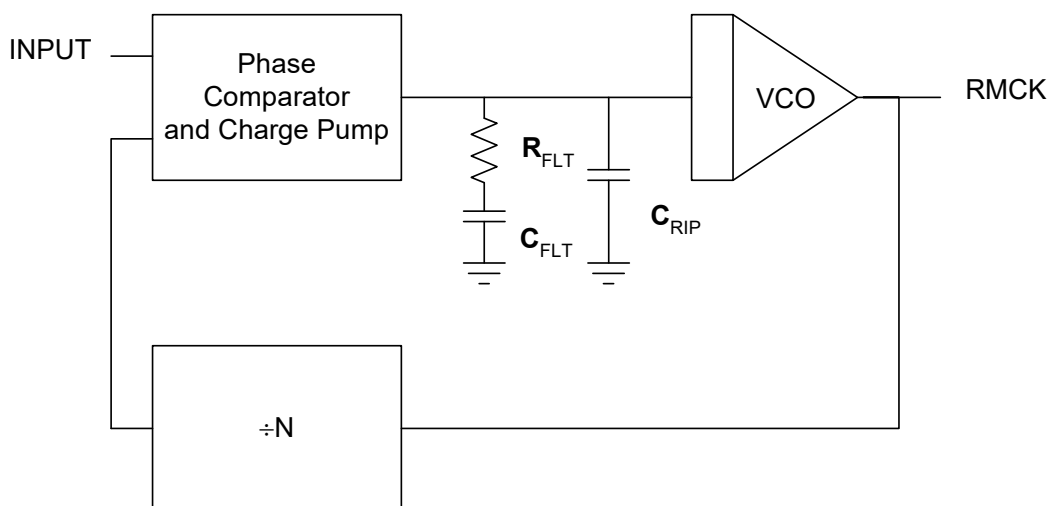 INPUT
Phase
Comparator
and Charge Pump
VCO
RMCK
RFLT
CFLT
CRIP
÷N